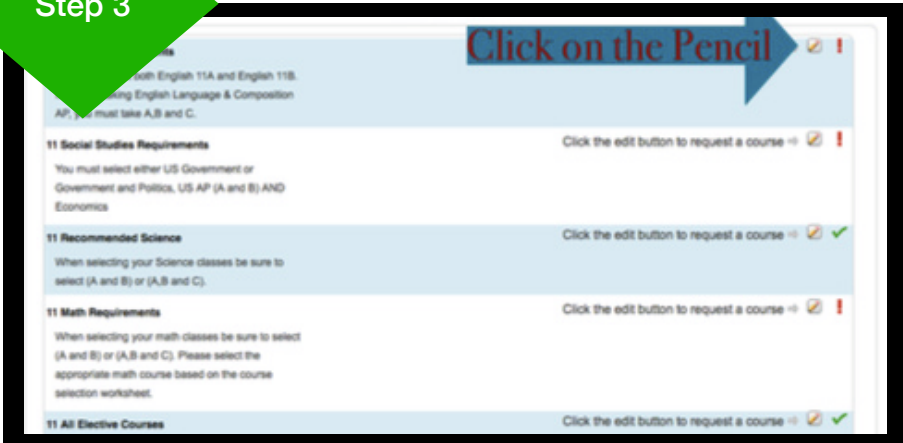 Step 3
Click on the Pencil
both English 11A and English 11B.
king English Language & Composition
AP, you must take A,B and C.
11 Social Studies Requirements
Click the edit button to request a course ⇨
You must select either US Government or
Government and Politics, US AP (A and B) AND
Economics
11 Recommended Science
Click the edit button to request a course ⇨
When selecting your Science classes be sure to
select (A and B) or (A,B and C).
11 Math Requirements
Click the edit button to request a course ⇨
When selecting your math classes be sure to select
(A and B) or (A,B and C). Please select the
appropriate math course based on the course
selection worksheet.
11 All Elective Courses
Click the edit button to request a course ⇨